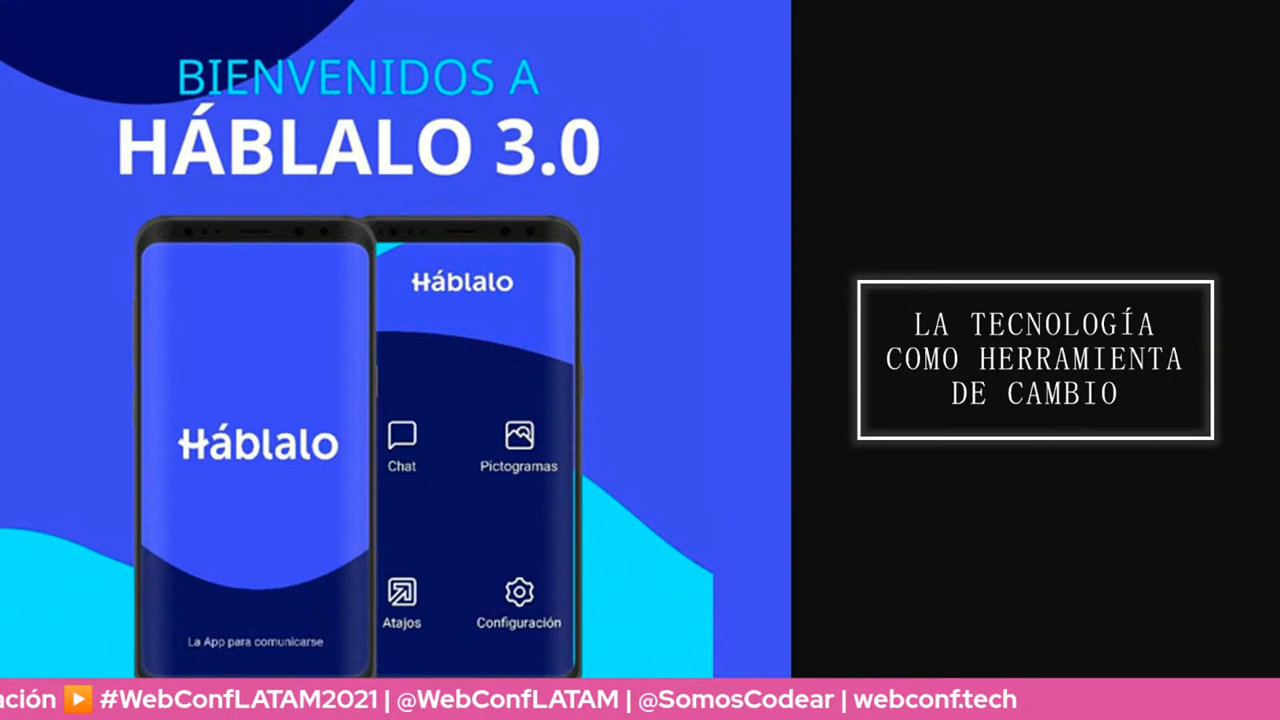 BIENVENIDOS A
HÁBLALO 3.0
Háblalo
La App para comunicarse
Háblalo
Chat
Pictogramas
Atajos
Configuración
LA TECNOLOGÍA
COMO HERRAMIENTA
DE CAMBIO
ación ▶️ #WebConfLATAM2021 | @WebConfLATAM | @SomosCodear | webconf.tech